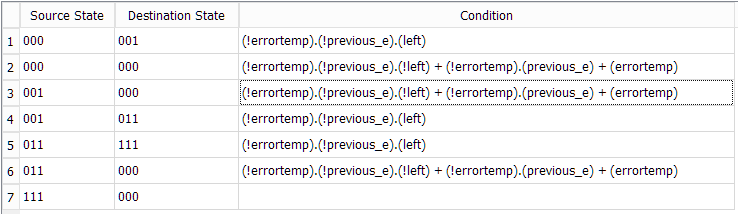 Source State Destination State Condition
1 000 001 (!errortemp).(!previous_e).(left)
2 000 000 (!errortemp).(!previous_e).(!left) + (!errortemp).(previous_e) + (errortemp)
3 001 000 (!errortemp).(!previous_e).(!left) + (!errortemp).(previous_e) + (errortemp)
4 001 011 (!errortemp).(!previous_e).(left)
5 011 111 (!errortemp).(!previous_e).(left)
6 011 000 (!errortemp).(!previous_e).(!left) + (!errortemp).(previous_e) + (errortemp)
7 111 000